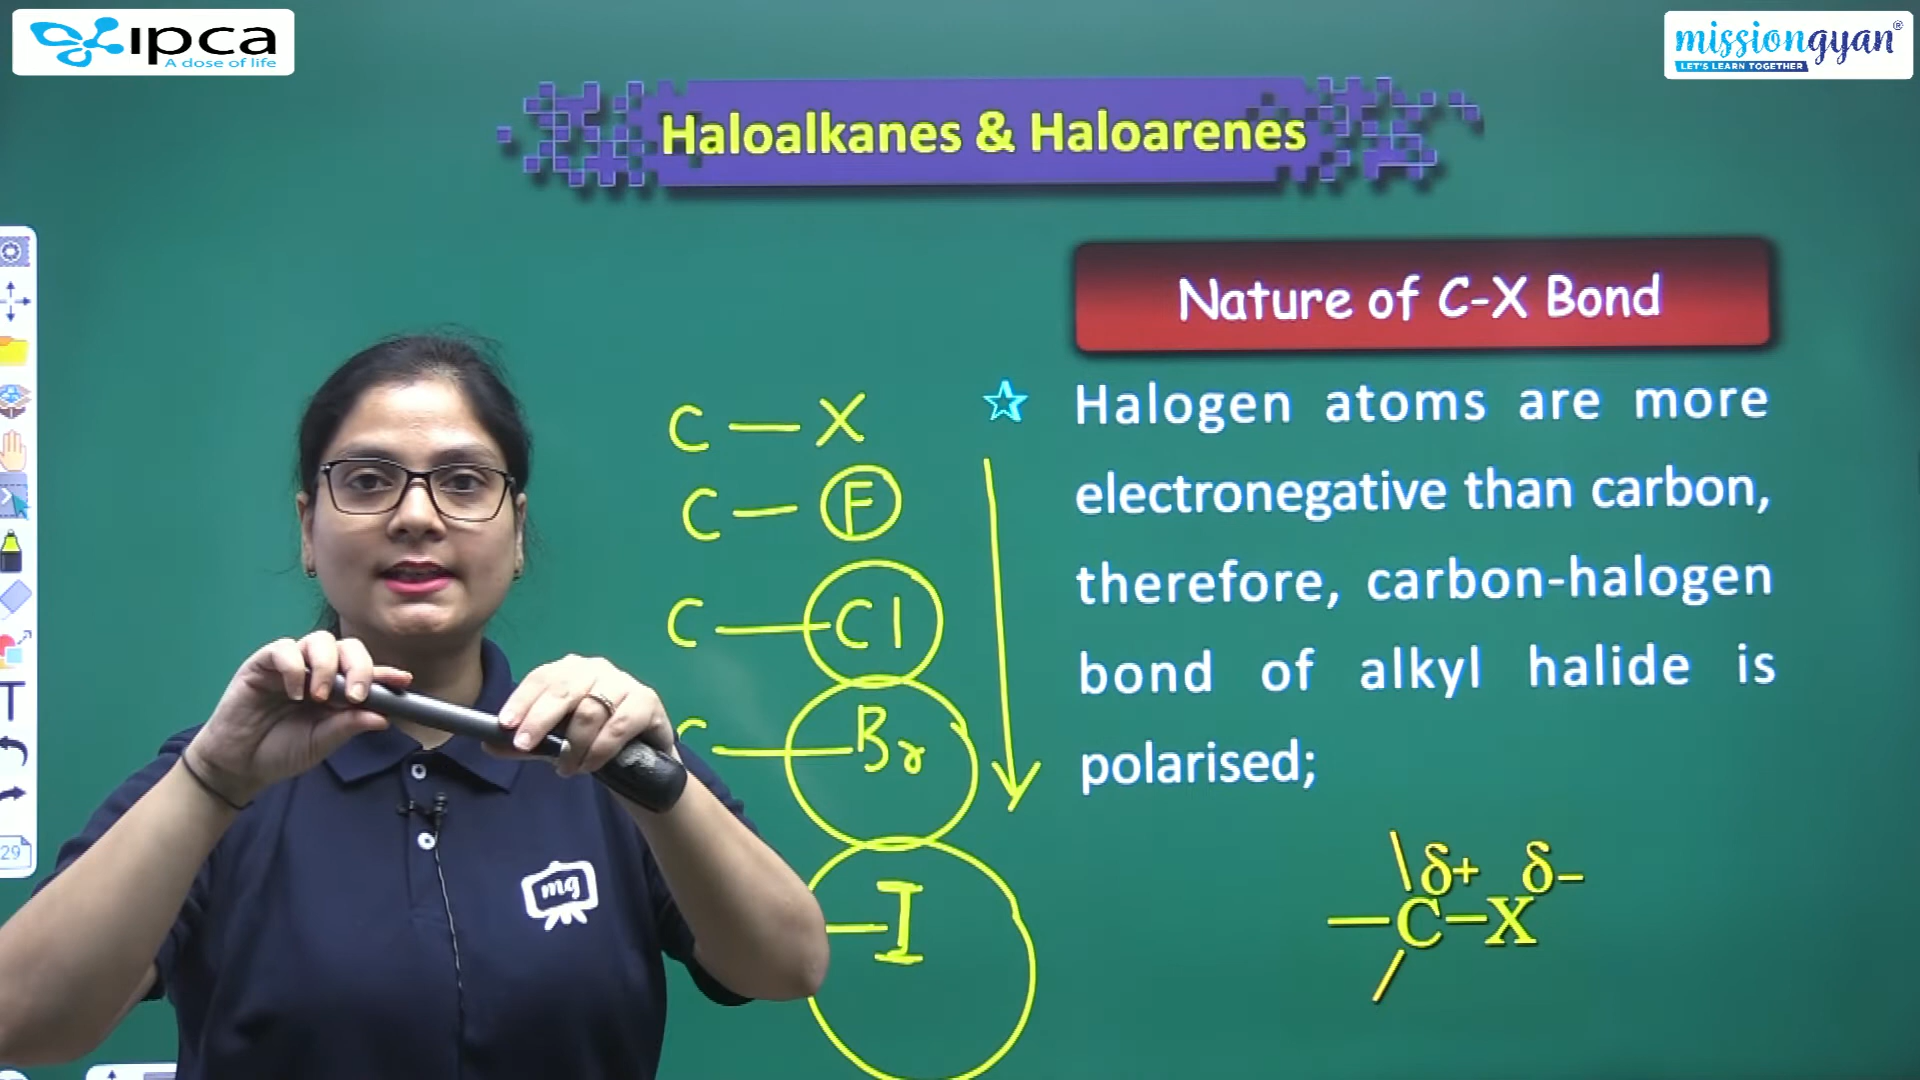 ipca
A dose of life
missiongyan®
LET'S LEARN TOGETHER
Haloalkanes & Haloarenes
Nature of C-X Bond
☆ Halogen atoms are more
electronegative than carbon,
therefore, carbon-halogen
bond of alkyl halide is
polarised;
C — X
C — F
C — Cl
C — Br
— I
δ+ δ–
—C—X
mg
T
29